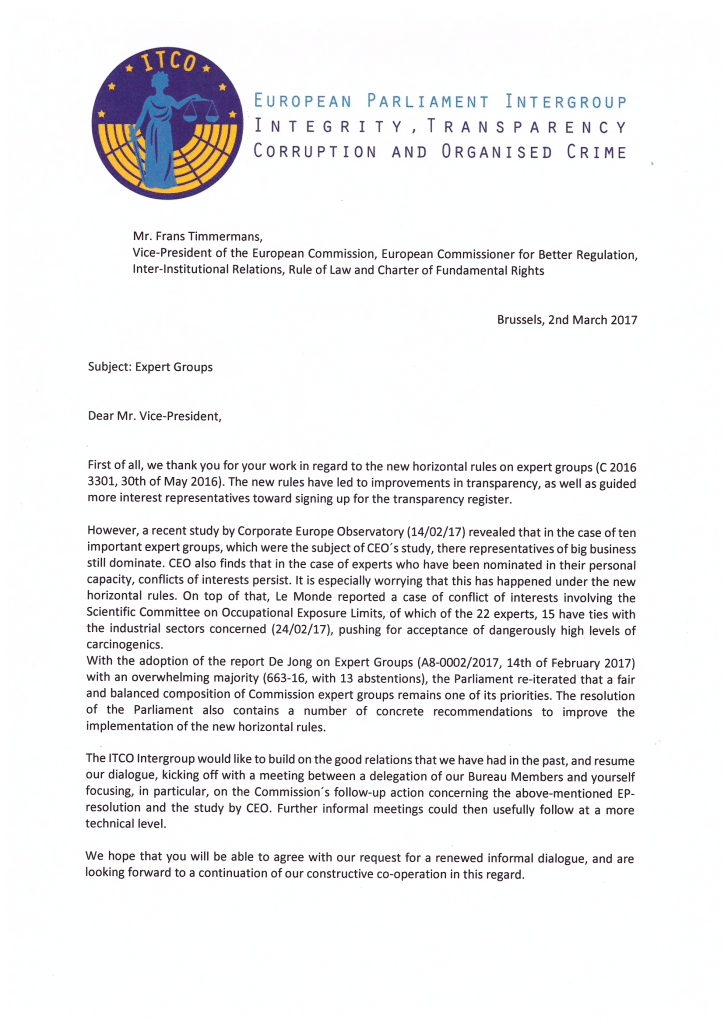 ITCO
EUROPEAN PARLIAMENT INTERGROUP
INTEGRITY, TRANSPARENCY
CORRUPTION AND ORGANISED CRIME
Mr. Frans Timmermans,
Vice-President of the European Commission, European Commissioner for Better Regulation,
Inter-Institutional Relations, Rule of Law and Charter of Fundamental Rights
Brussels, 2nd March 2017
Subject: Expert Groups
Dear Mr. Vice-President,
First of all, we thank you for your work in regard to the new horizontal rules on expert groups (C 2016
3301, 30th of May 2016). The new rules have led to improvements in transparency, as well as guided
more interest representatives toward signing up for the transparency register.
However, a recent study by Corporate Europe Observatory (14/02/17) revealed that in the case of ten
important expert groups, which were the subject of CEO´s study, there representatives of big business
still dominate. CEO also finds that in the case of experts who have been nominated in their personal
capacity, conflicts of interests persist. It is especially worrying that this has happened under the new
horizontal rules. On top of that, Le Monde reported a case of conflict of interests involving the
Scientific Committee on Occupational Exposure Limits, of which of the 22 experts, 15 have ties with
the industrial sectors concerned (24/02/17), pushing for acceptance of dangerously high levels of
carcinogenics.
With the adoption of the report De Jong on Expert Groups (A8-0002/2017, 14th of February 2017)
with an overwhelming majority (663-16, with 13 abstentions), the Parliament re-iterated that a fair
and balanced composition of Commission expert groups remains one of its priorities. The resolution
of the Parliament also contains a number of concrete recommendations to improve the
implementation of the new horizontal rules.
The ITCO Intergroup would like to build on the good relations that we have had in the past, and resume
our dialogue, kicking off with a meeting between a delegation of our Bureau Members and yourself
focusing, in particular, on the Commission´s follow-up action concerning the above-mentioned EP-
resolution and the study by CEO. Further informal meetings could then usefully follow at a more
technical level.
We hope that you will be able to agree with our request for a renewed informal dialogue, and are
looking forward to a continuation of our constructive co-operation in this regard.